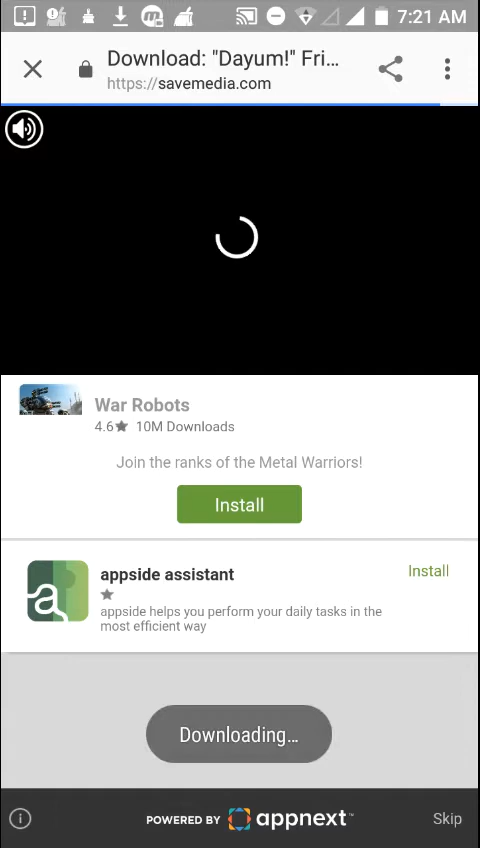 7:21 AM
Download: "Dayum!" Fri...
https://savemedia.com
War Robots
4.6★ 10M Downloads
Join the ranks of the Metal Warriors!
Install
appside assistant
Install
★
appside helps you perform your daily tasks in the
most efficient way
Downloading...
POWERED BY appnext™
Skip